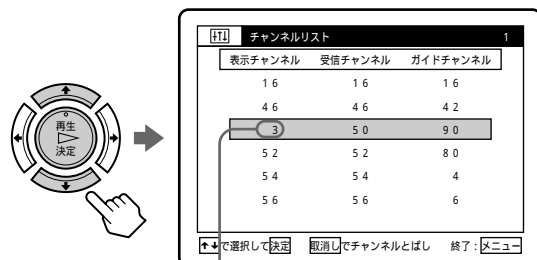 チャンネルリスト 1
表示チャンネル 受信チャンネル ガイドチャンネル
16 16 16
46 46 42
3 50 90
52 52 80
54 54 4
56 56 6
↑↓で選択して決定 取消しでチャンネルとばし 終了:メニュー
再生
決定